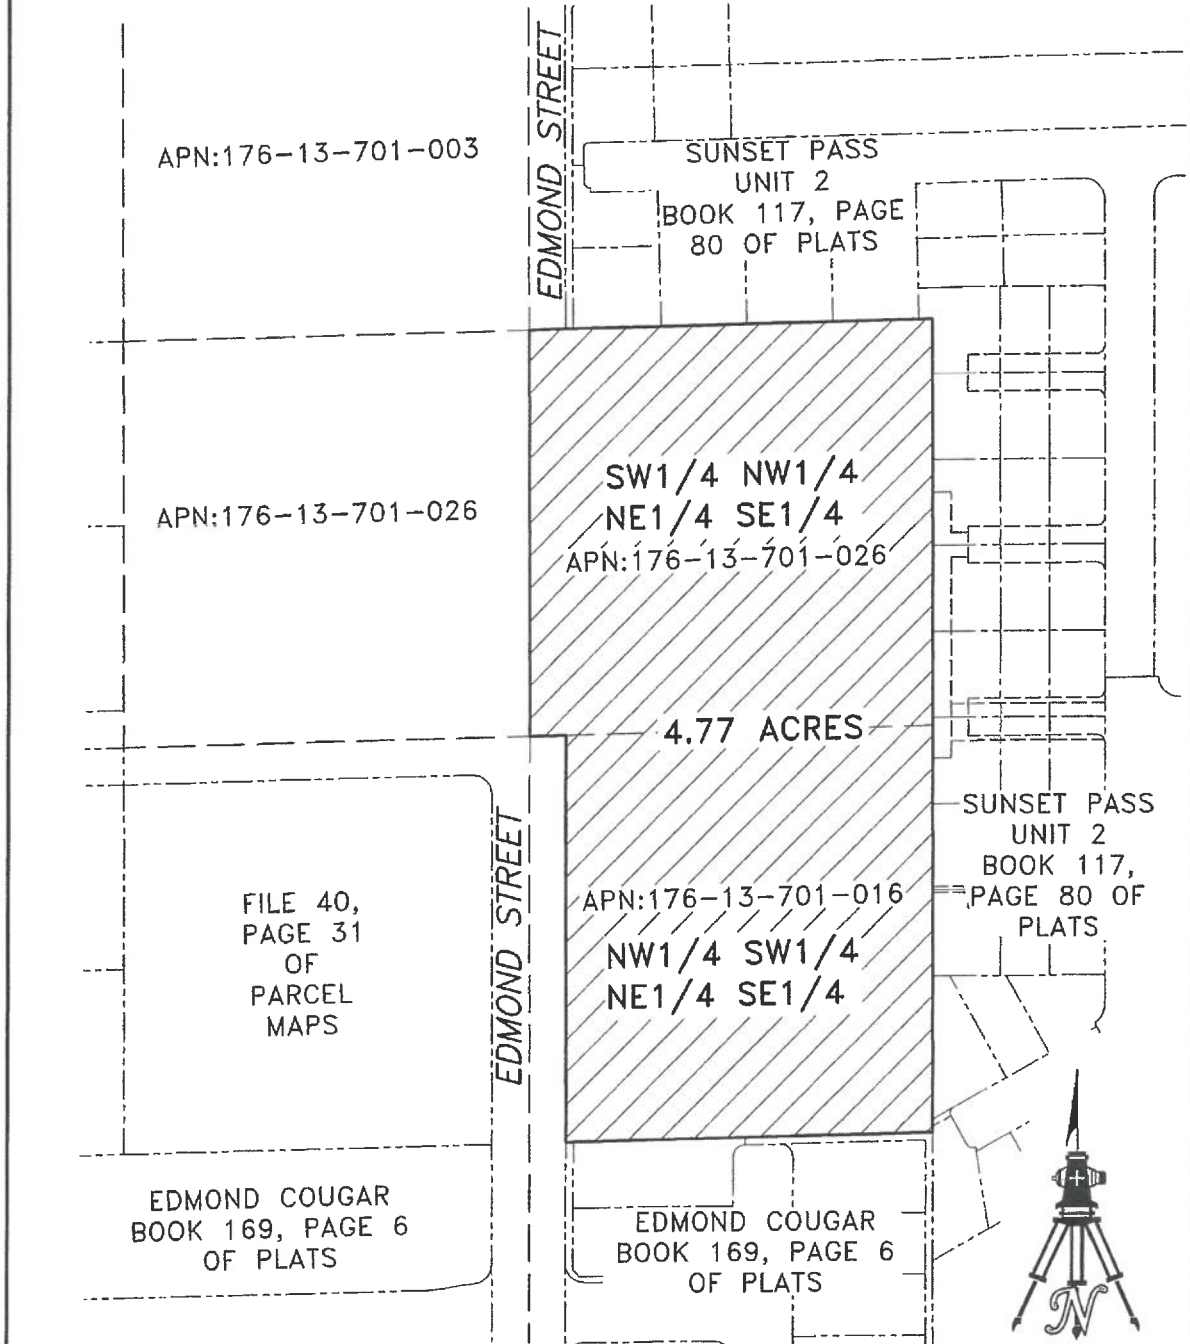 EDMOND STREET
APN:176-13-701-003
SUNSET PASS
UNIT 2
BOOK 117, PAGE
80 OF PLATS
APN:176-13-701-026
SW1/4 NW1/4
NE1/4 SE1/4
APN:176-13-701-026
4.77 ACRES
SUNSET PASS
UNIT 2
BOOK 117,
PAGE 80 OF
PLATS
EDMOND STREET
FILE 40,
PAGE 31
OF
PARCEL
MAPS
APN:176-13-701-016
NW1/4 SW1/4
NE1/4 SE1/4
EDMOND COUGAR
BOOK 169, PAGE 6
OF PLATS
EDMOND COUGAR
BOOK 169, PAGE 6
OF PLATS
N